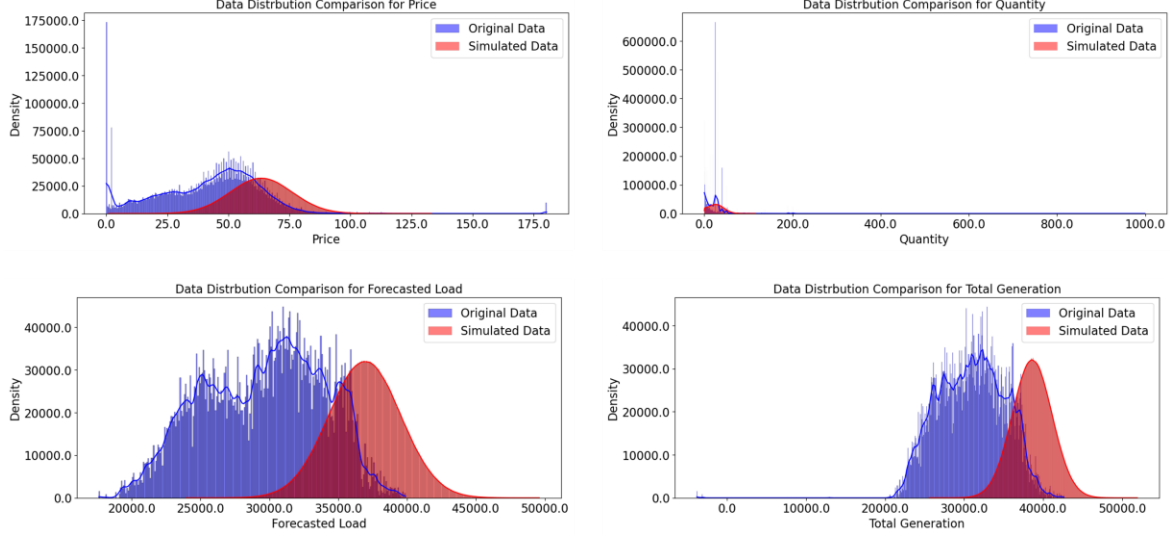 Data Distrbution Comparison for Price
175000.0
150000.0
125000.0
100000.0
75000.0
50000.0
25000.0
0.0
Density
Original Data
Simulated Data
0.0 25.0 50.0 75.0 100.0 125.0 150.0 175.0
Price
Data Distrbution Comparison for Quantity
600000.0
500000.0
400000.0
300000.0
200000.0
100000.0
0.0
Density
Original Data
Simulated Data
0.0 200.0 400.0 600.0 800.0 1000.0
Quantity
Data Distrbution Comparison for Forecasted Load
40000.0
30000.0
20000.0
10000.0
0.0
Density
Original Data
Simulated Data
20000.0 25000.0 30000.0 35000.0 40000.0 45000.0 50000.0
Forecasted Load
Data Distrbution Comparison for Total Generation
40000.0
30000.0
20000.0
10000.0
0.0
Density
Original Data
Simulated Data
0.0 10000.0 20000.0 30000.0 40000.0 50000.0
Total Generation